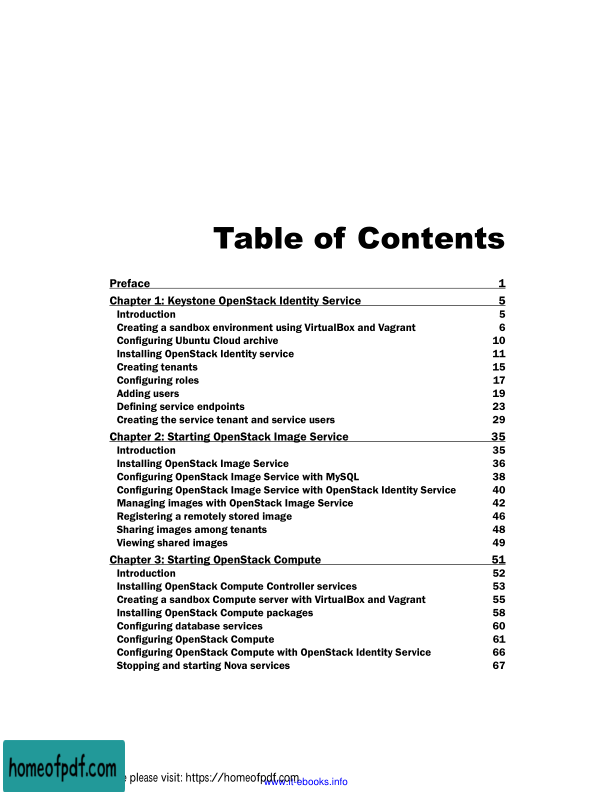 Table of Contents
Preface 1
Chapter 1: Keystone OpenStack Identity Service 5
Introduction 5
Creating a sandbox environment using VirtualBox and Vagrant 6
Configuring Ubuntu Cloud archive 10
Installing OpenStack Identity service 11
Creating tenants 15
Configuring roles 17
Adding users 19
Defining service endpoints 23
Creating the service tenant and service users 29
Chapter 2: Starting OpenStack Image Service 35
Introduction 35
Installing OpenStack Image Service 36
Configuring OpenStack Image Service with MySQL 38
Configuring OpenStack Image Service with OpenStack Identity Service 40
Managing images with OpenStack Image Service 42
Registering a remotely stored image 46
Sharing images among tenants 48
Viewing shared images 49
Chapter 3: Starting OpenStack Compute 51
Introduction 52
Installing OpenStack Compute Controller services 53
Creating a sandbox Compute server with VirtualBox and Vagrant 55
Installing OpenStack Compute packages 58
Configuring database services 60
Configuring OpenStack Compute 61
Configuring OpenStack Compute with OpenStack Identity Service 66
Stopping and starting Nova services 67
homeofpdf.com
please visit: https://homeofpdf.com
www.it-ebooks.info